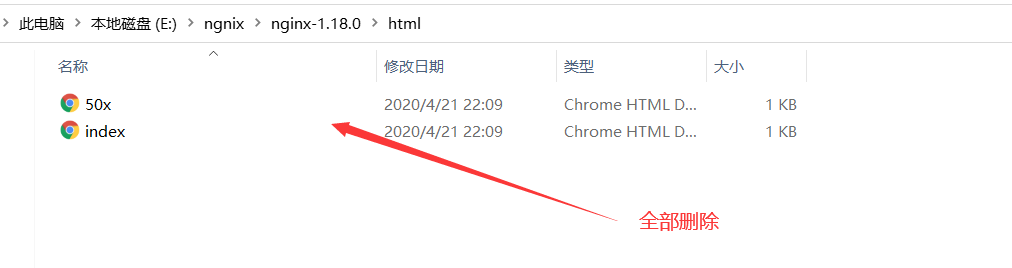 此电脑 > 本地磁盘 (E:) > ngnix > nginx-1.18.0 > html
名称 修改日期 类型 大小
50x 2020/4/21 22:09 Chrome HTML D... 1 KB
index 2020/4/21 22:09 Chrome HTML D... 1 KB
全部删除